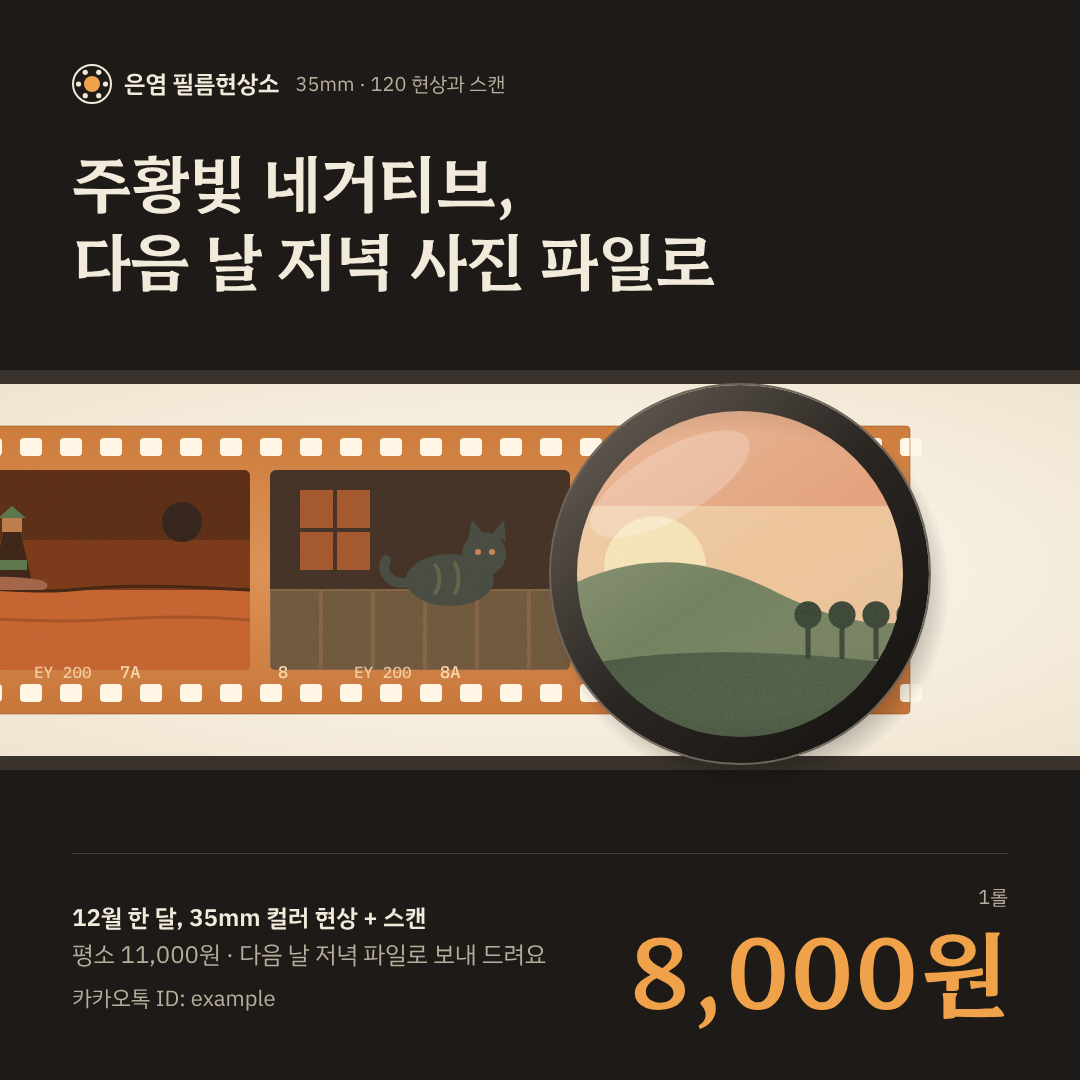 은염 필름현상소 35mm · 120 현상과 스캔
주황빛 네거티브,
다음 날 저녁 사진 파일로
EY 200 7A 8 EY 200 8A
12월 한 달, 35mm 컬러 현상 + 스캔
평소 11,000원 · 다음 날 저녁 파일로 보내 드려요
카카오톡 ID: example
1롤
8,000원